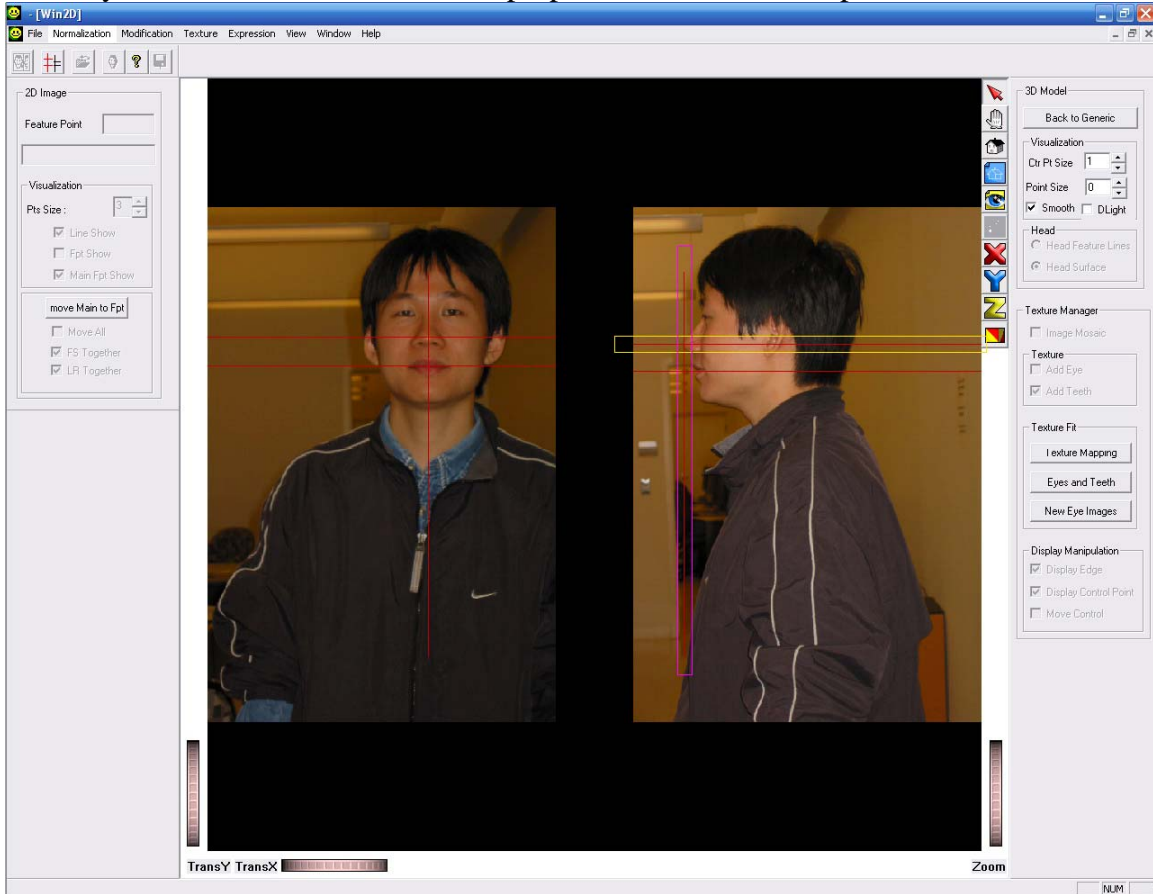 - [Win2D]
File Normalization Modification Texture Expression View Window Help
2D Image
Feature Point
Visualization
Pts Size : 3
Line Show
Fpt Show
Main Fpt Show
move Main to Fpt
Move All
FS Together
LR Together
TransY TransX
Zoom
3D Model
Back to Generic
Visualization
Ctr Pt Size 1
Point Size 0
Smooth DLight
Head
Head Feature Lines
Head Surface
Texture Manager
Image Mosaic
Texture
Add Eye
Add Teeth
Texture Fit
Texture Mapping
Eyes and Teeth
New Eye Images
Display Manipulation
Display Edge
Display Control Point
Move Control
NUM